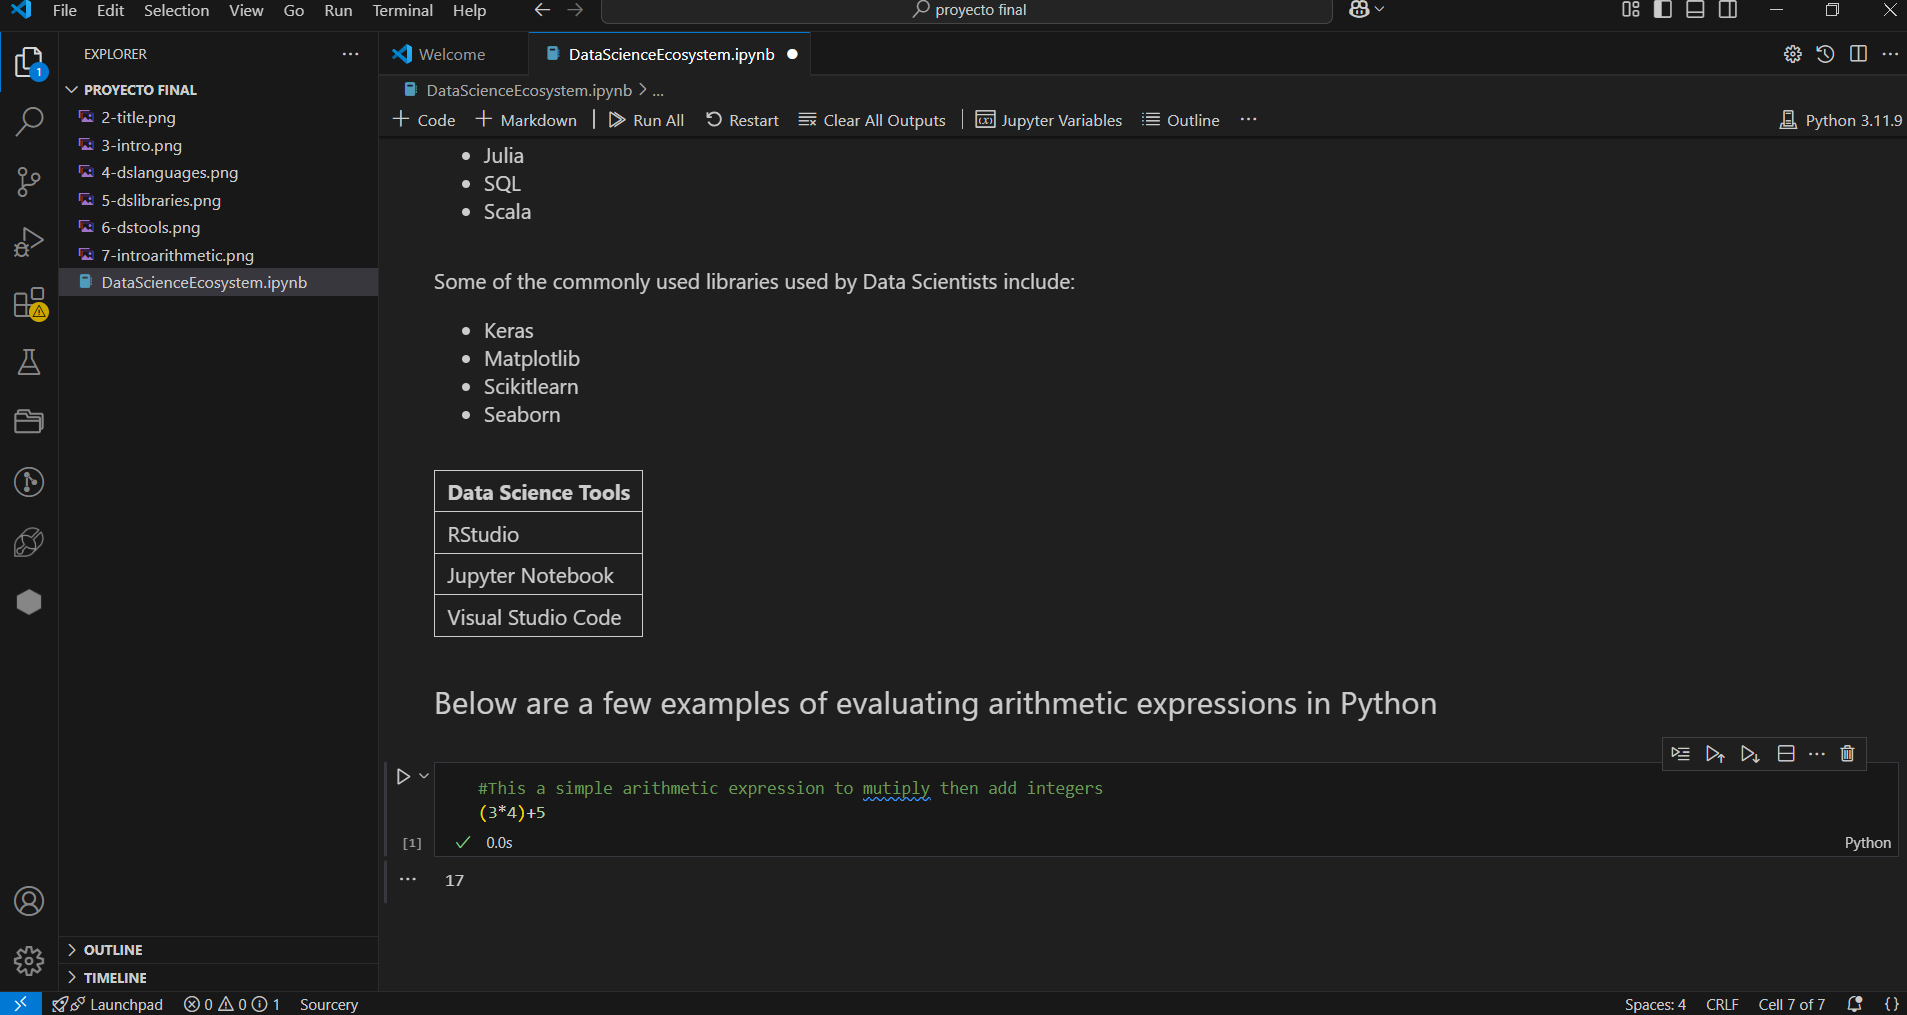 File Edit Selection View Go Run Terminal Help
proyecto final
EXPLORER
1
PROYECTO FINAL
2-title.png
3-intro.png
4-dslanguages.png
5-dslibraries.png
6-dstools.png
7-introarithmetic.png
DataScienceEcosystem.ipynb
OUTLINE
TIMELINE
Welcome
DataScienceEcosystem.ipynb
DataScienceEcosystem.ipynb > ...
+ Code + Markdown | Run All Restart Clear All Outputs | Jupyter Variables Outline ...
Python 3.11.9
• Julia
• SQL
• Scala
Some of the commonly used libraries used by Data Scientists include:
• Keras
• Matplotlib
• Scikitlearn
• Seaborn
Data Science Tools
RStudio
Jupyter Notebook
Visual Studio Code
Below are a few examples of evaluating arithmetic expressions in Python
#This a simple arithmetic expression to mutiply then add integers
(3*4)+5
[1] 0.0s
Python
17
Launchpad 0 0 1 Sourcery
Spaces: 4 CRLF Cell 7 of 7 {}